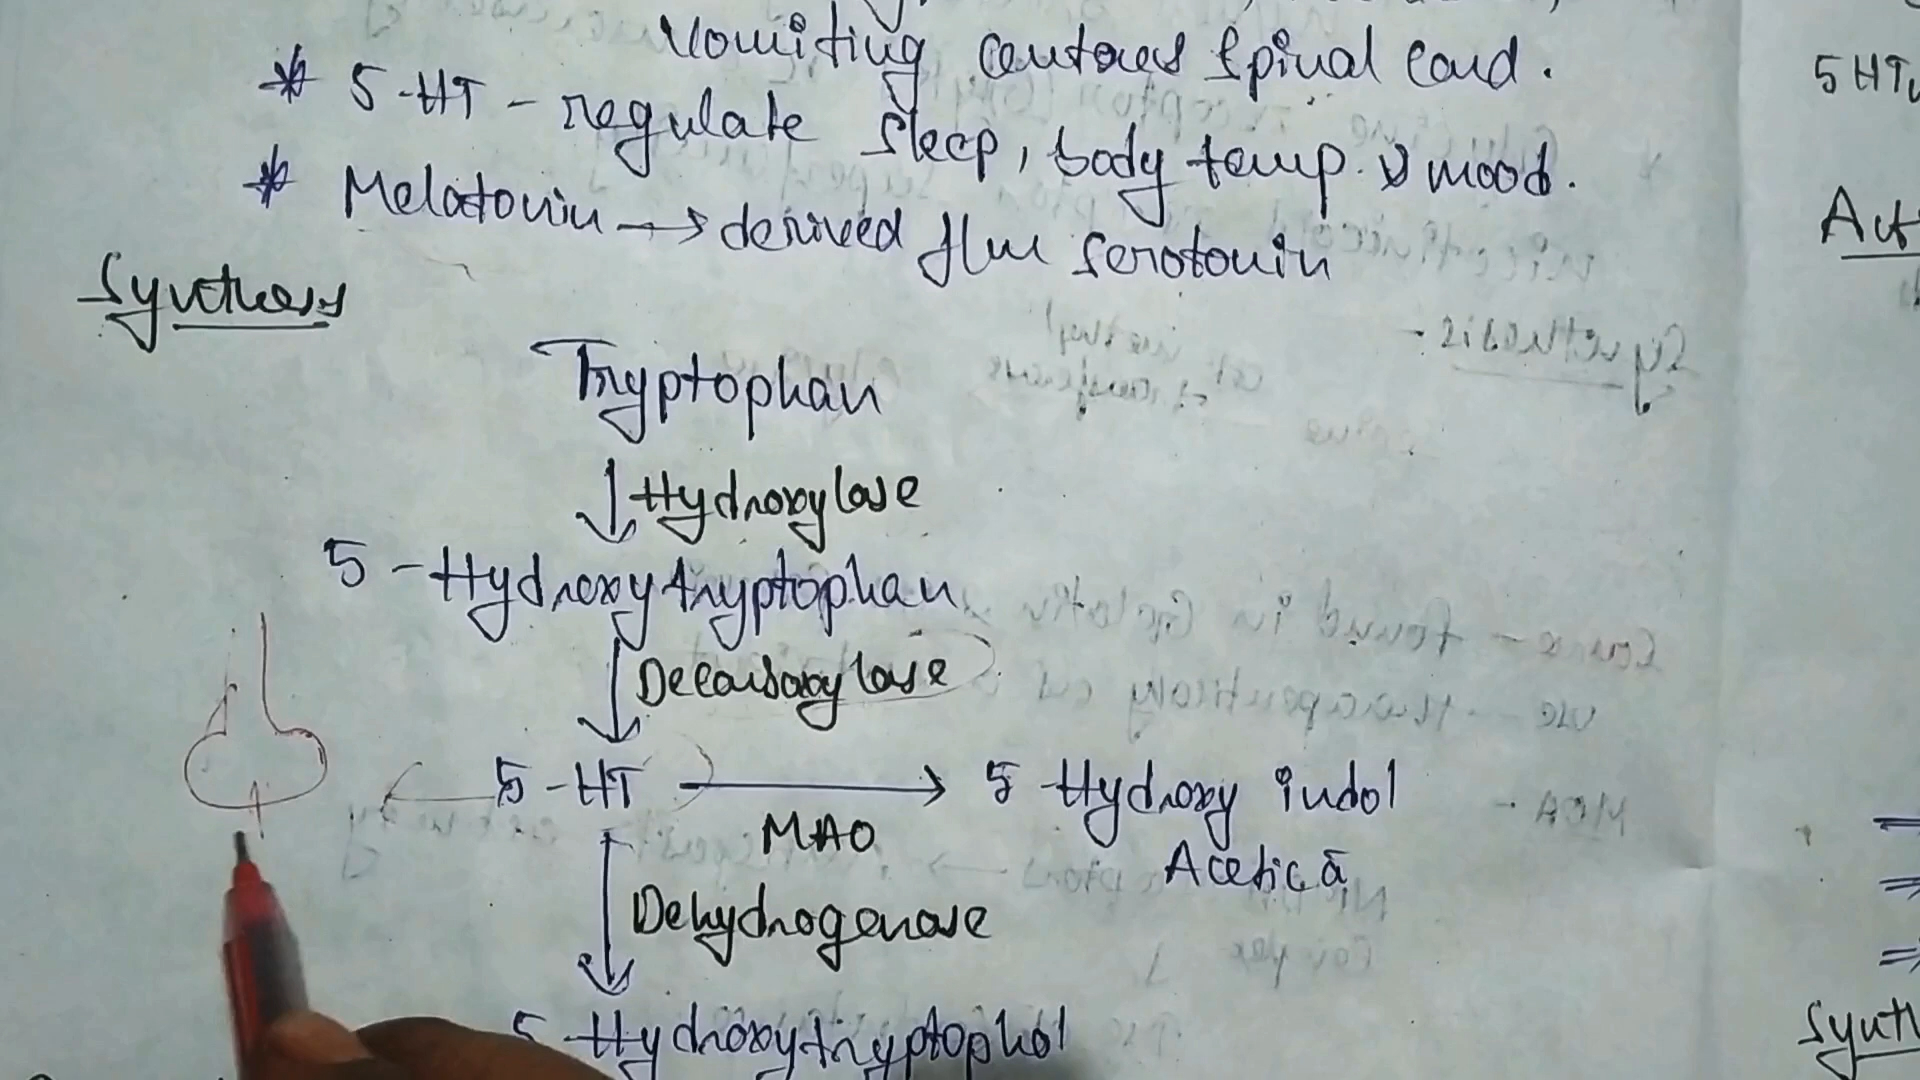 Vomiting centres Spinal cord.
* 5-HT - regulate sleep, body temp. & mood.
* Melatonin → derived from serotonin
Synthesis
Tryptophan
↓ Hydroxylase
5-Hydroxytryptophan
↓ Decarboxylase
5-HT → 5 Hydroxy indol
MAO
Acetic a
↓ Dehydrogenase
5 Hydroxytryptophol
5HT
Act
Synth